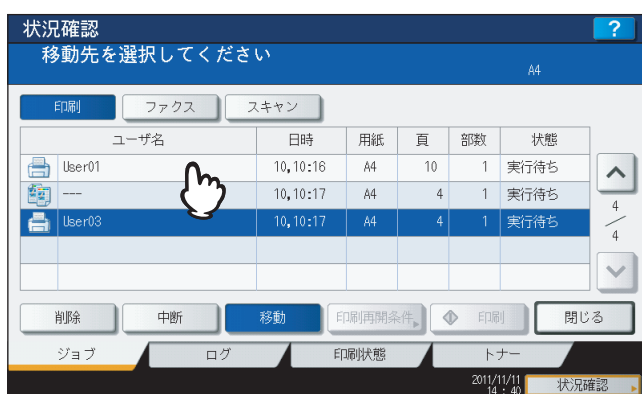 状況確認
?
移動先を選択してください
A4
印刷 ファクス スキャン
ユーザ名 日時 用紙 頁 部数 状態
User01 10,10:16 A4 10 1 実行待ち
--- 10,10:17 A4 4 1 実行待ち
User03 10,10:17 A4 4 1 実行待ち
4
4
削除 中断 移動 印刷再開条件 印刷 閉じる
ジョブ ログ 印刷状態 トナー
2011/11/11
14 : 40
状況確認